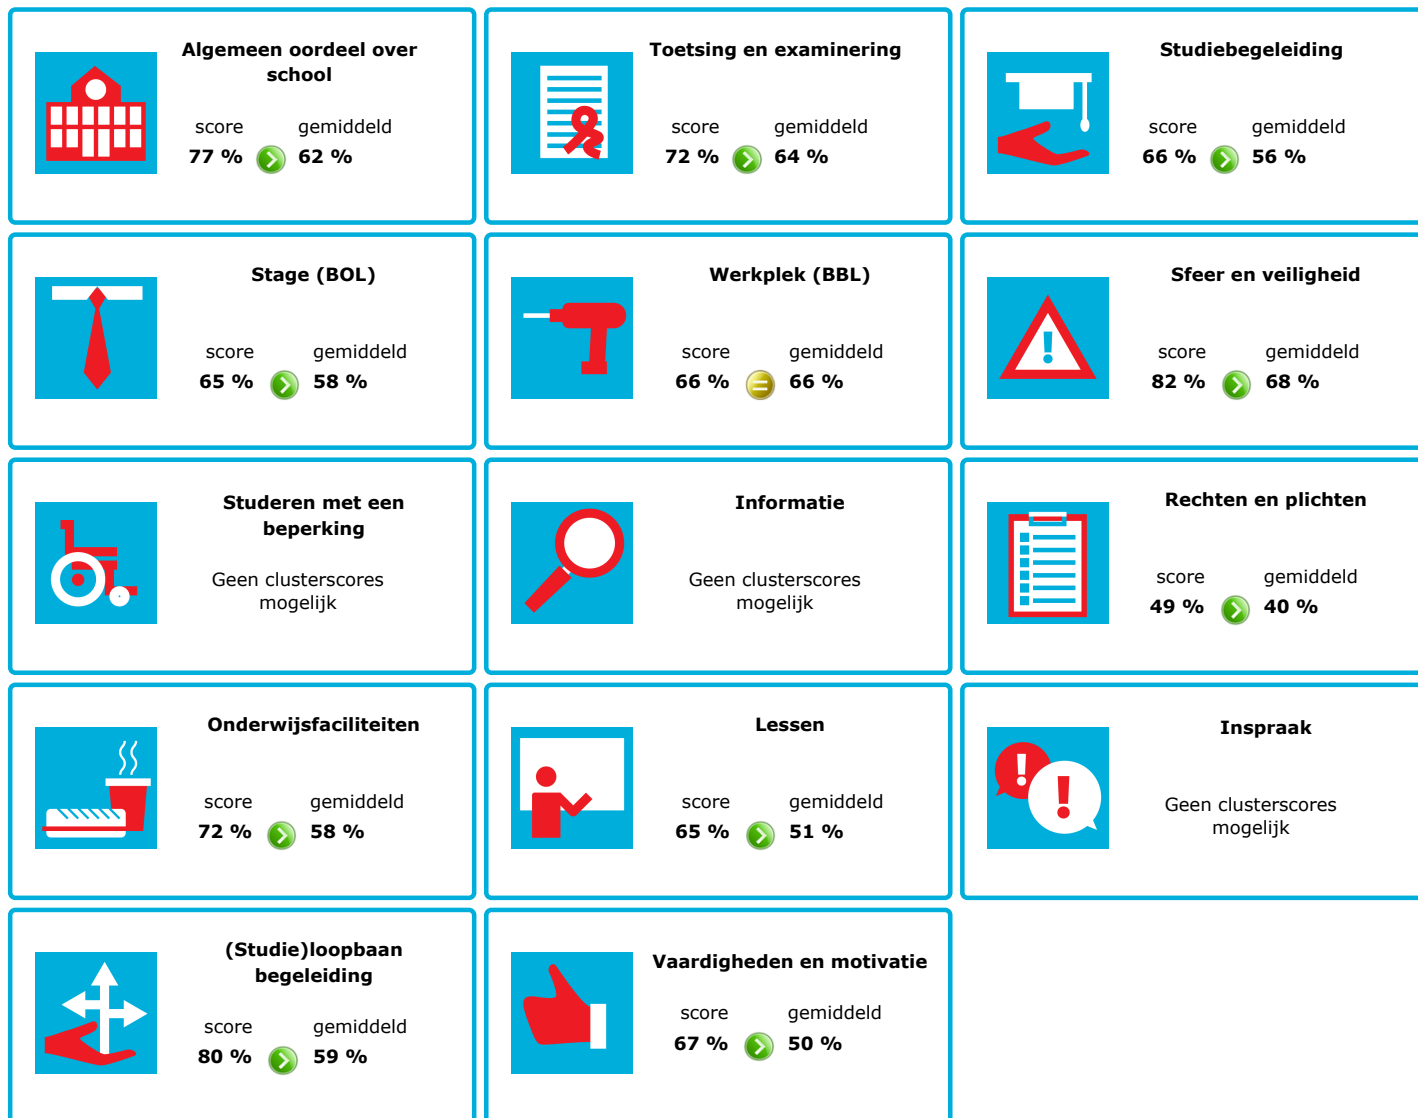 Algemeen oordeel over
school
score gemiddeld
77 % 62 %
Toetsing en examinering
score gemiddeld
72 % 64 %
Studiebegeleiding
score gemiddeld
66 % 56 %
Stage (BOL)
score gemiddeld
65 % 58 %
Werkplek (BBL)
score gemiddeld
66 % = 66 %
Sfeer en veiligheid
!
score gemiddeld
82 % 68 %
Studeren met een
beperking
Geen clusterscores
mogelijk
Informatie
Geen clusterscores
mogelijk
Rechten en plichten
score gemiddeld
49 % 40 %
Onderwijsfaciliteiten
score gemiddeld
72 % 58 %
Lessen
score gemiddeld
65 % 51 %
Inspraak
! !
Geen clusterscores
mogelijk
(Studie)loopbaan
begeleiding
score gemiddeld
80 % 59 %
Vaardigheden en motivatie
score gemiddeld
67 % 50 %